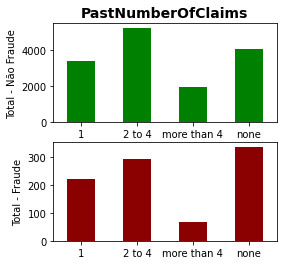 PastNumberOfClaims
Total - Não Fraude
4000
2000
0
1 2 to 4 more than 4 none
Total - Fraude
300
200
100
0
1 2 to 4 more than 4 none